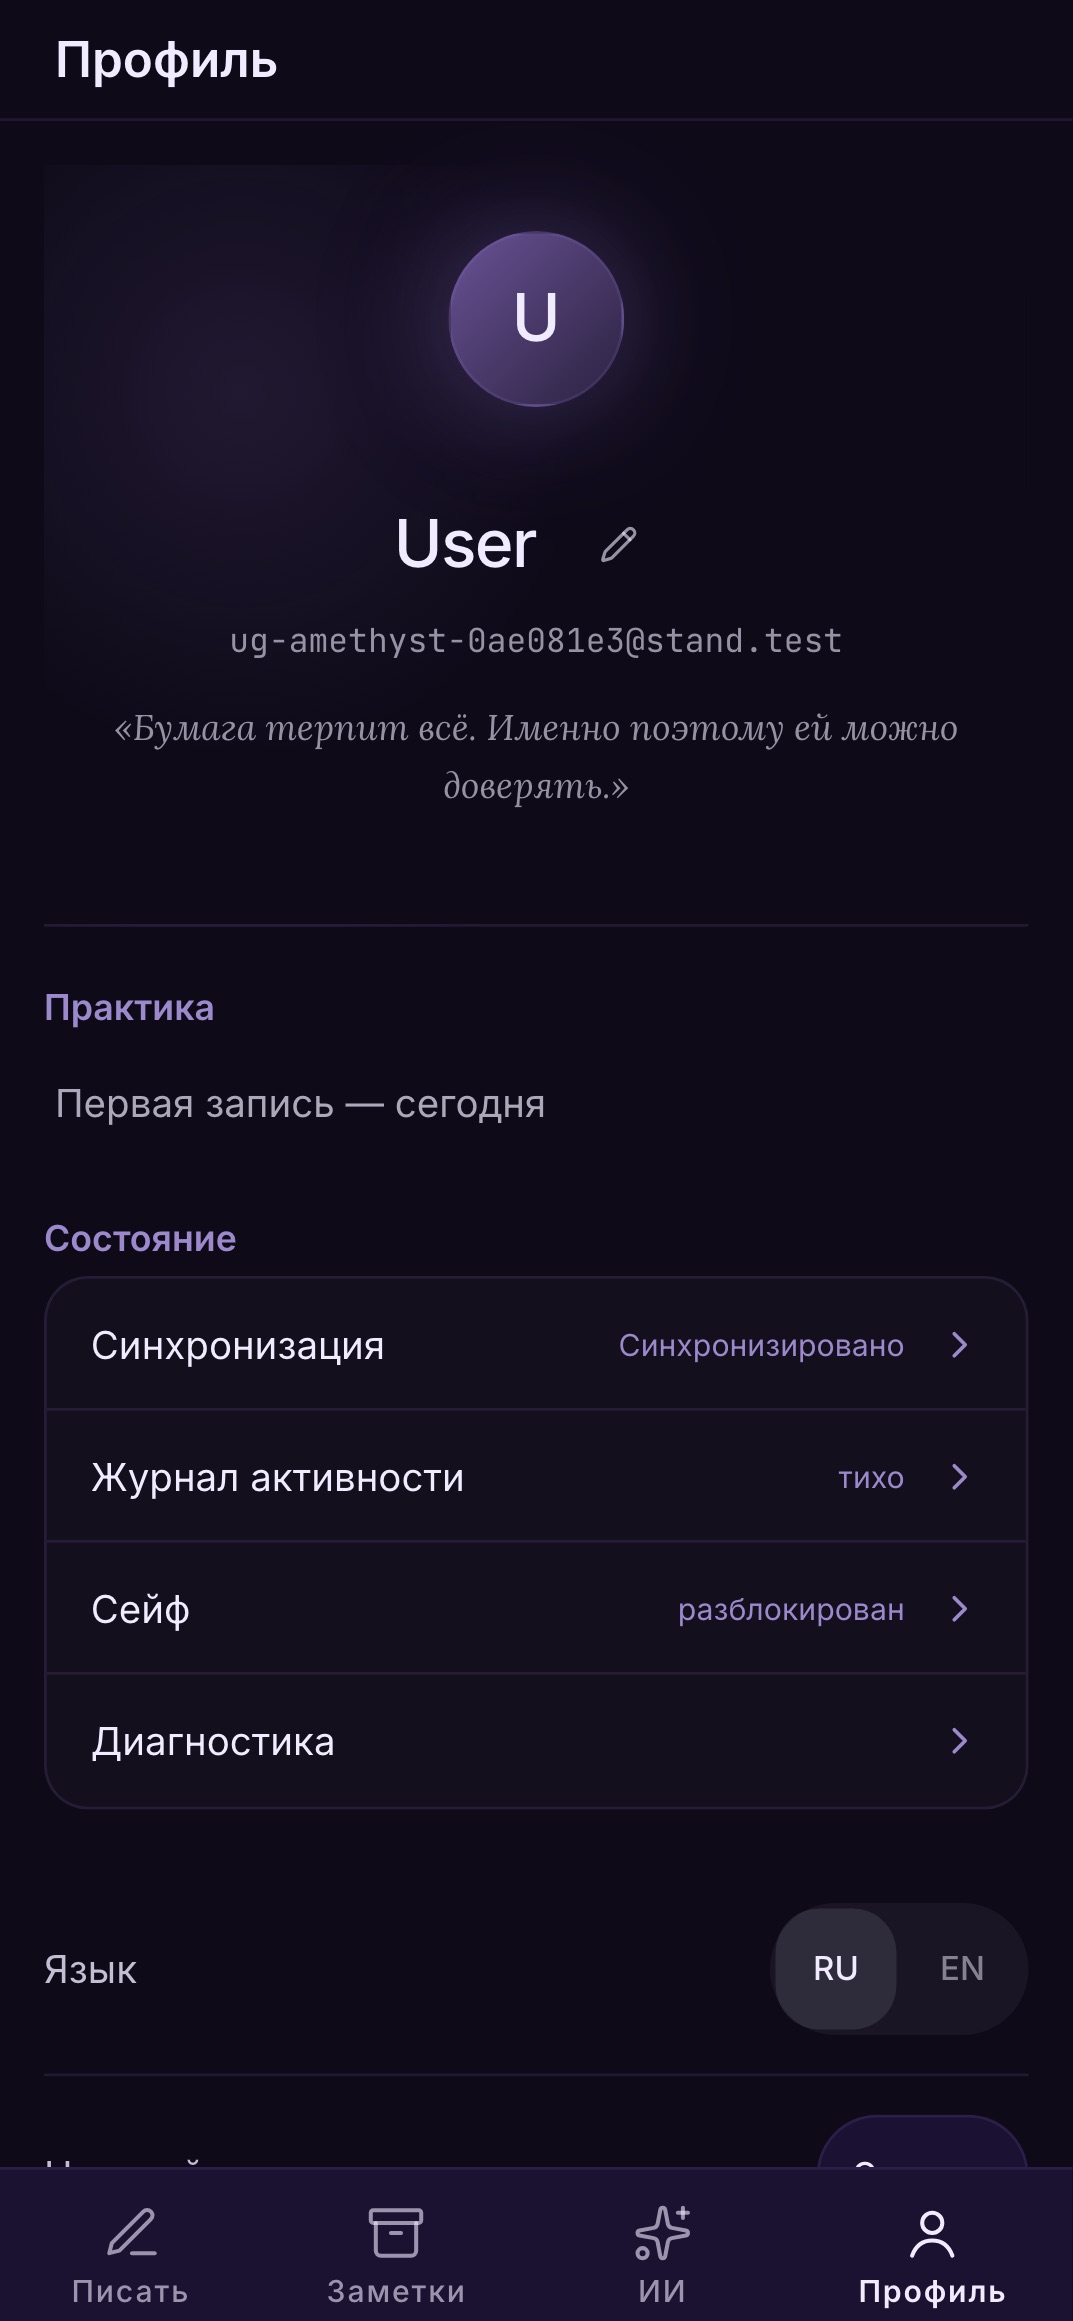 Профиль
U
User
ug-amethyst-0ae081e3@stand.test
«Бумага терпит всё. Именно поэтому ей можно
доверять.»
Практика
Первая запись — сегодня
Состояние
Синхронизация Синхронизировано
Журнал активности тихо
Сейф разблокирован
Диагностика
Язык RU EN
Писать Заметки ИИ Профиль